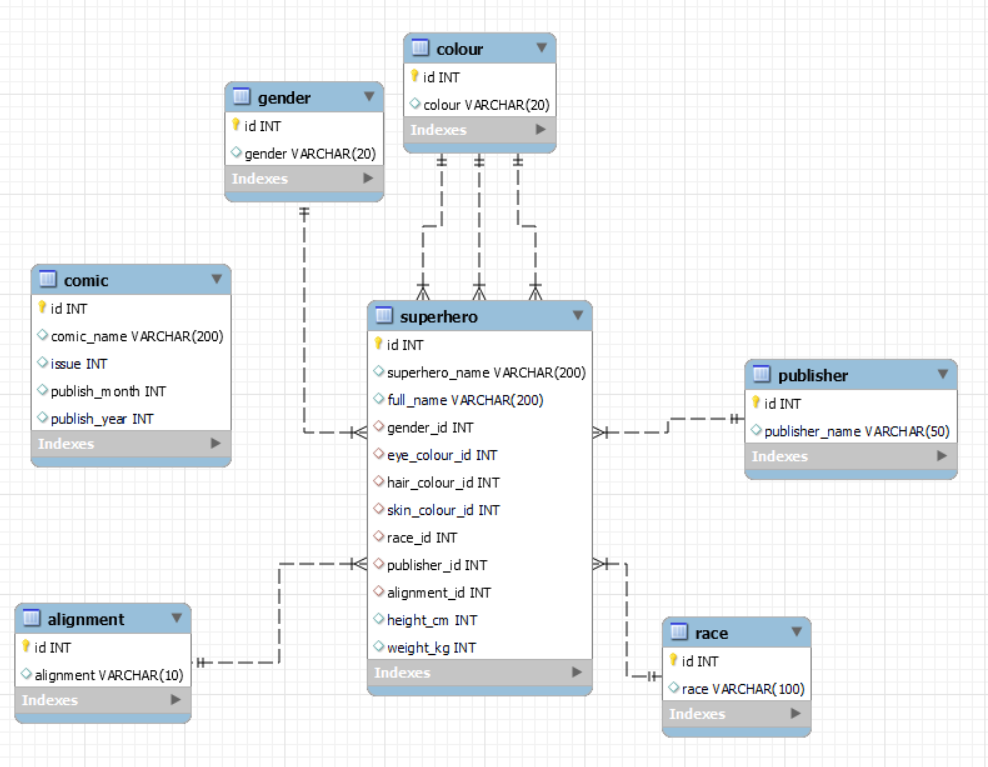 colour
id INT
colour VARCHAR(20)
Indexes
gender
id INT
gender VARCHAR(20)
Indexes
comic
id INT
comic_name VARCHAR(200)
issue INT
publish_month INT
publish_year INT
Indexes
superhero
id INT
superhero_name VARCHAR(200)
full_name VARCHAR(200)
gender_id INT
eye_colour_id INT
hair_colour_id INT
skin_colour_id INT
race_id INT
publisher_id INT
alignment_id INT
height_cm INT
weight_kg INT
Indexes
publisher
id INT
publisher_name VARCHAR(50)
Indexes
alignment
id INT
alignment VARCHAR(10)
Indexes
race
id INT
race VARCHAR(100)
Indexes